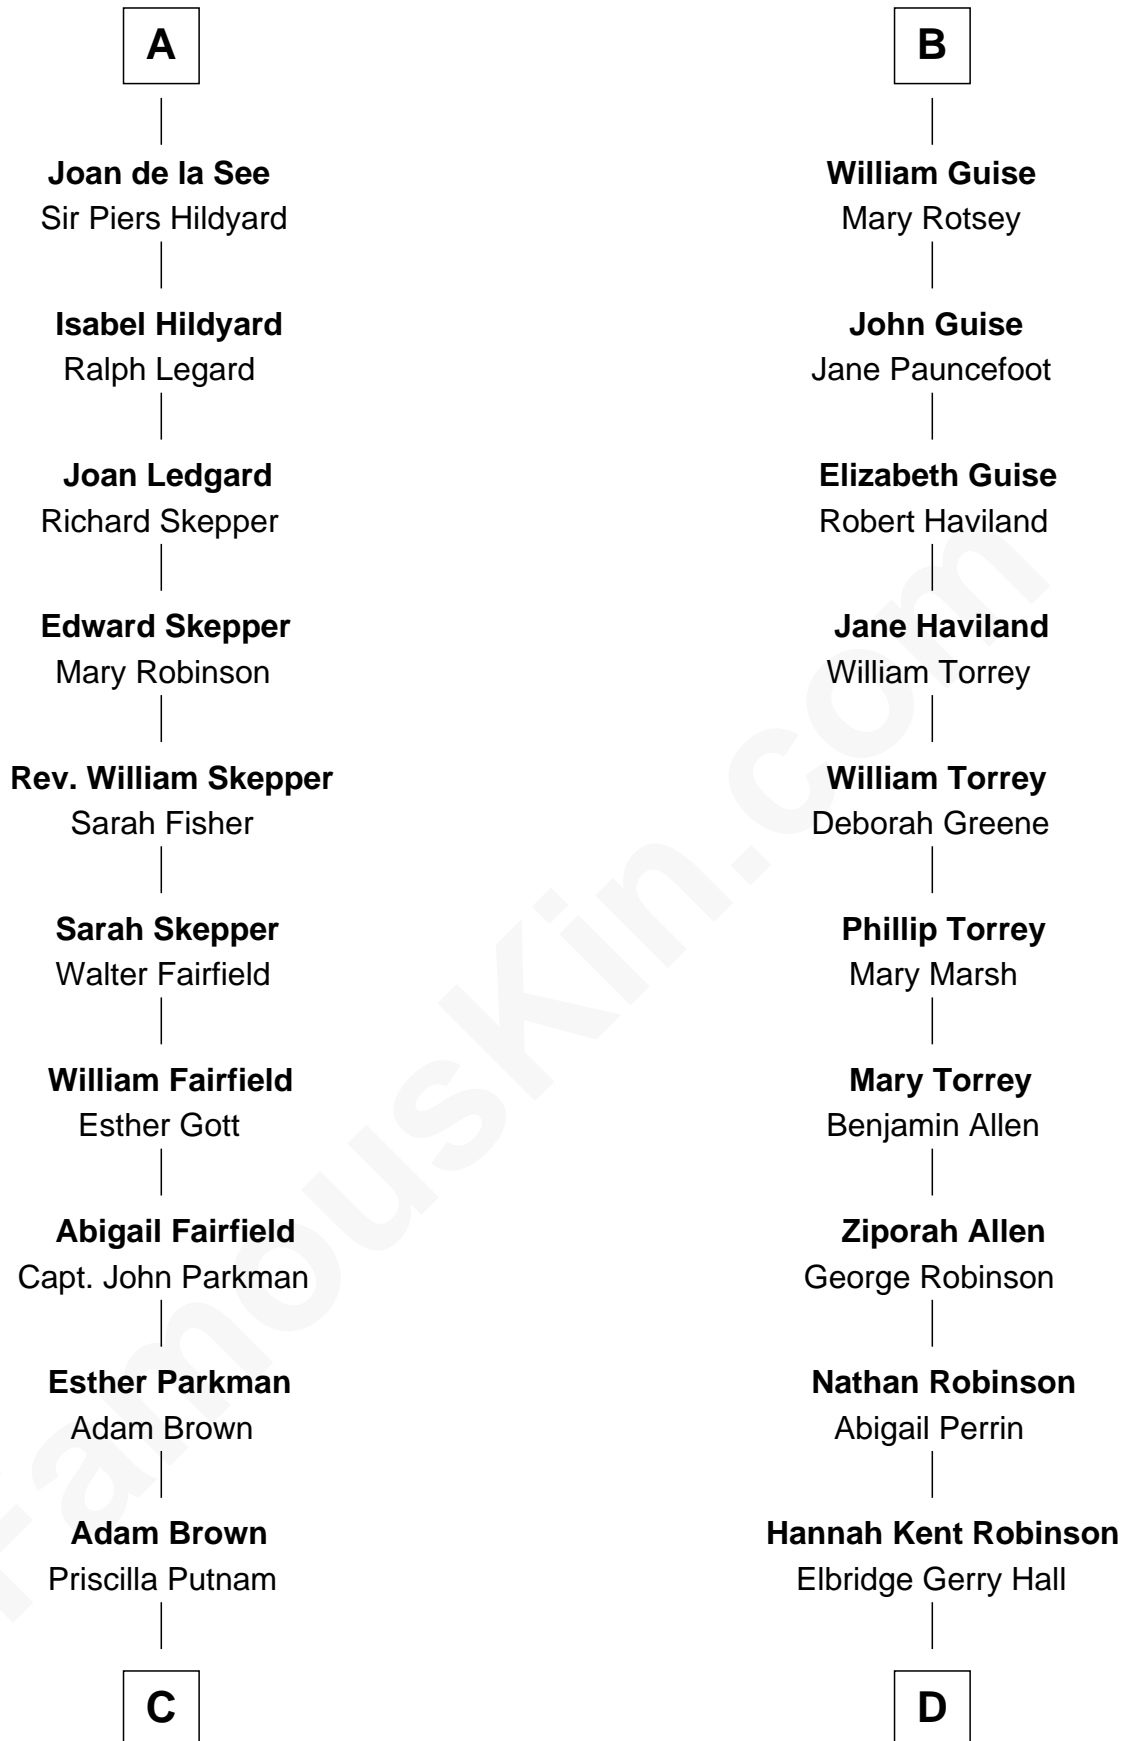 A
Joan de la See
Sir Piers Hildyard
Isabel Hildyard
Ralph Legard
Joan Ledgard
Richard Skepper
Edward Skepper
Mary Robinson
Rev. William Skepper
Sarah Fisher
Sarah Skepper
Walter Fairfield
William Fairfield
Esther Gott
Abigail Fairfield
Capt. John Parkman
Esther Parkman
Adam Brown
Adam Brown
Priscilla Putnam
C
B
William Guise
Mary Rotsey
John Guise
Jane Pauncefoot
Elizabeth Guise
Robert Haviland
Jane Haviland
William Torrey
William Torrey
Deborah Greene
Phillip Torrey
Mary Marsh
Mary Torrey
Benjamin Allen
Ziporah Allen
George Robinson
Nathan Robinson
Abigail Perrin
Hannah Kent Robinson
Elbridge Gerry Hall
D
FamousKin.com